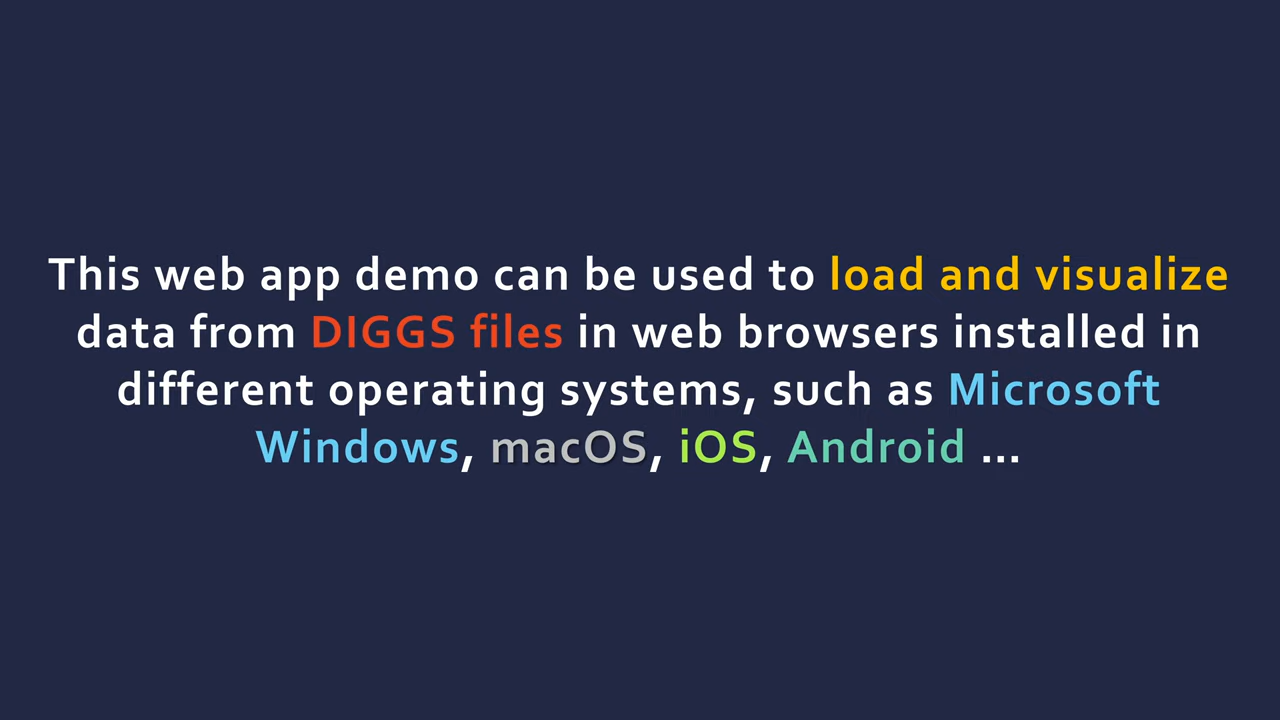 This web app demo can be used to load and visualize
data from DIGGS files in web browsers installed in
different operating systems, such as Microsoft
Windows, macOS, iOS, Android ...